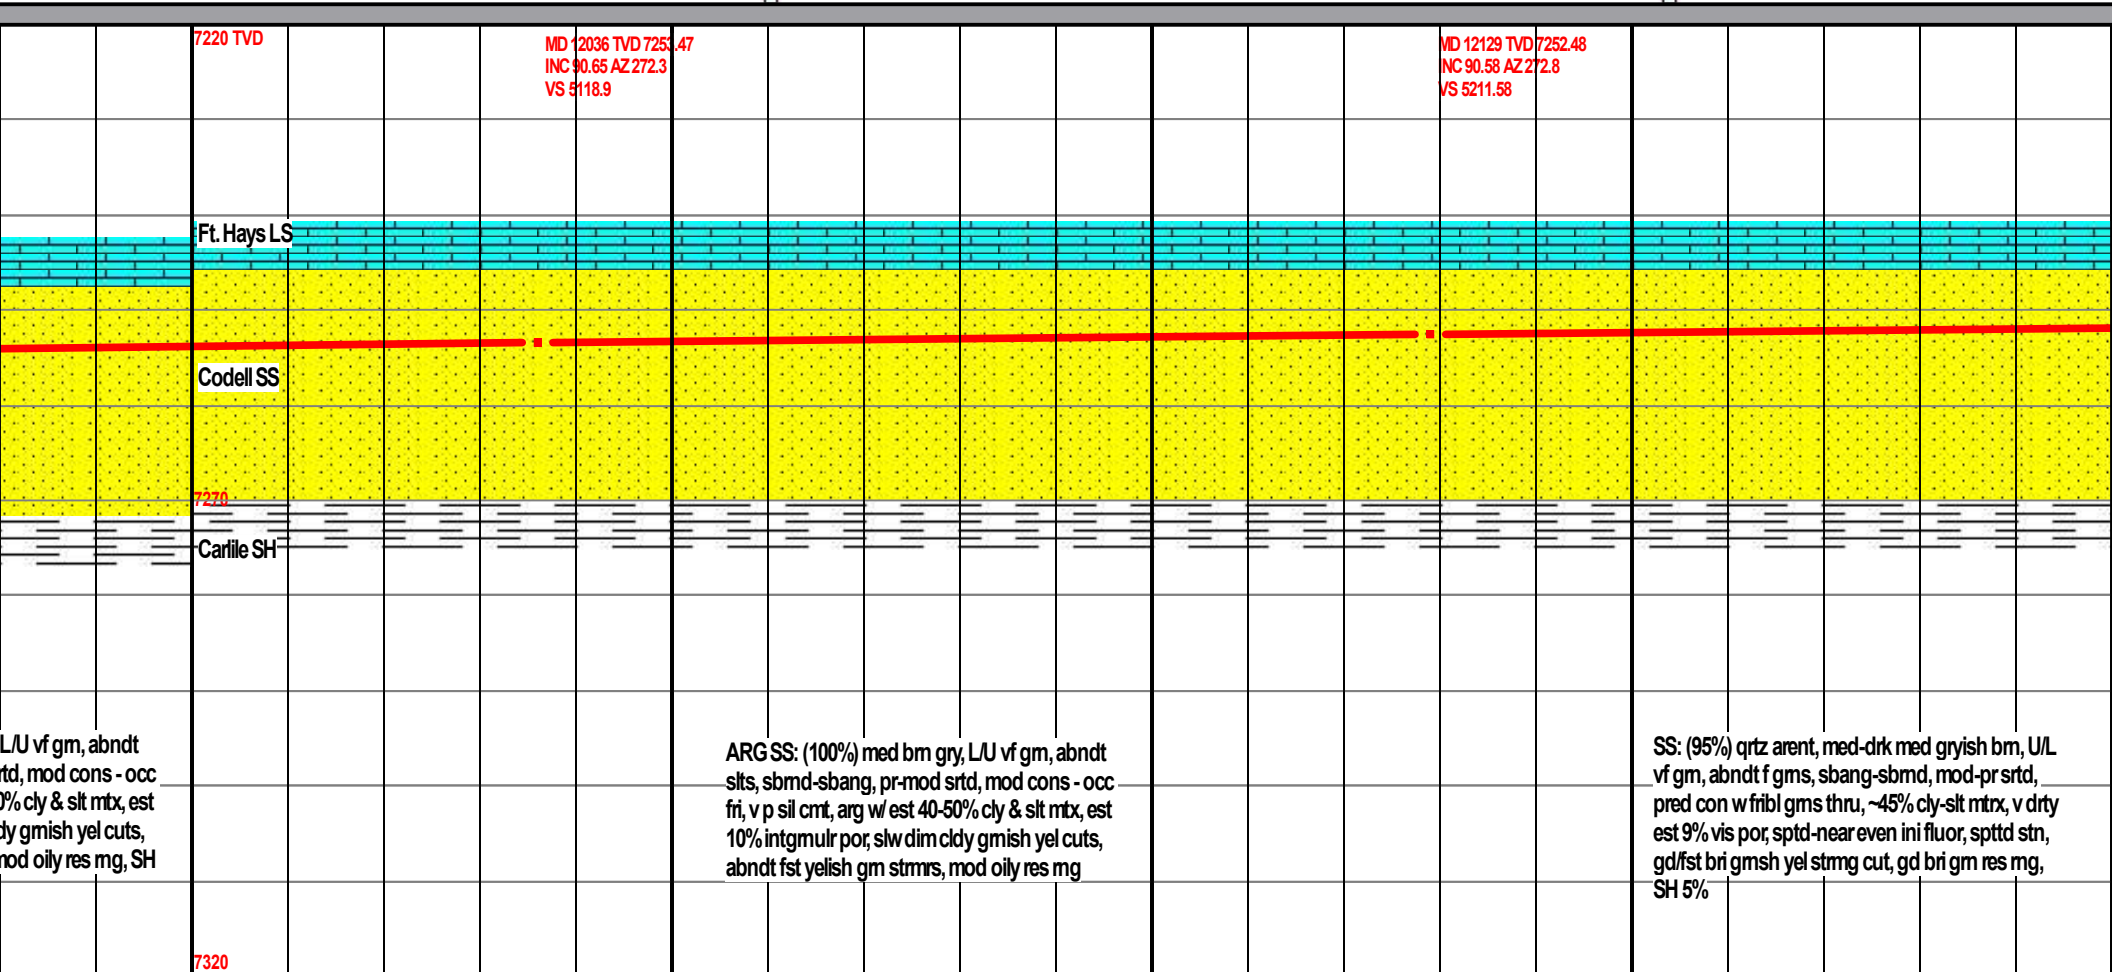 7220 TVD
MD 12036 TVD 7253.47
INC 90.65 AZ 272.3
VS 5118.9
MD 12129 TVD 7252.48
INC 90.58 AZ 272.8
VS 5211.58
Ft. Hays LS
Codell SS
7270
Carlile SH
L/U vf grn, abndt
rtd, mod cons - occ
0% cly & slt mtx, est
dy grnish yel cuts,
mod oily res rng, SH
ARG SS: (100%) med brn gry, L/U vf grn, abndt
slts, sbrnd-sbang, pr-mod srtd, mod cons - occ
fri, v p sil cmt, arg w/ est 40-50% cly & slt mtx, est
10% intgrnulr por, slw dim cldy grnish yel cuts,
abndt fst yelish grn strmrs, mod oily res rng
SS: (95%) qrtz arent, med-drk med gryish brn, U/L
vf grn, abndt f grns, sbang-sbrnd, mod-pr srtd,
pred con w fribl grns thru, ~45% cly-slt mtrx, v drty
est 9% vis por, sptd-near even ini fluor, spttd stn,
gd/fst bri grnsh yel strmg cut, gd bri grn res rng,
SH 5%
7320